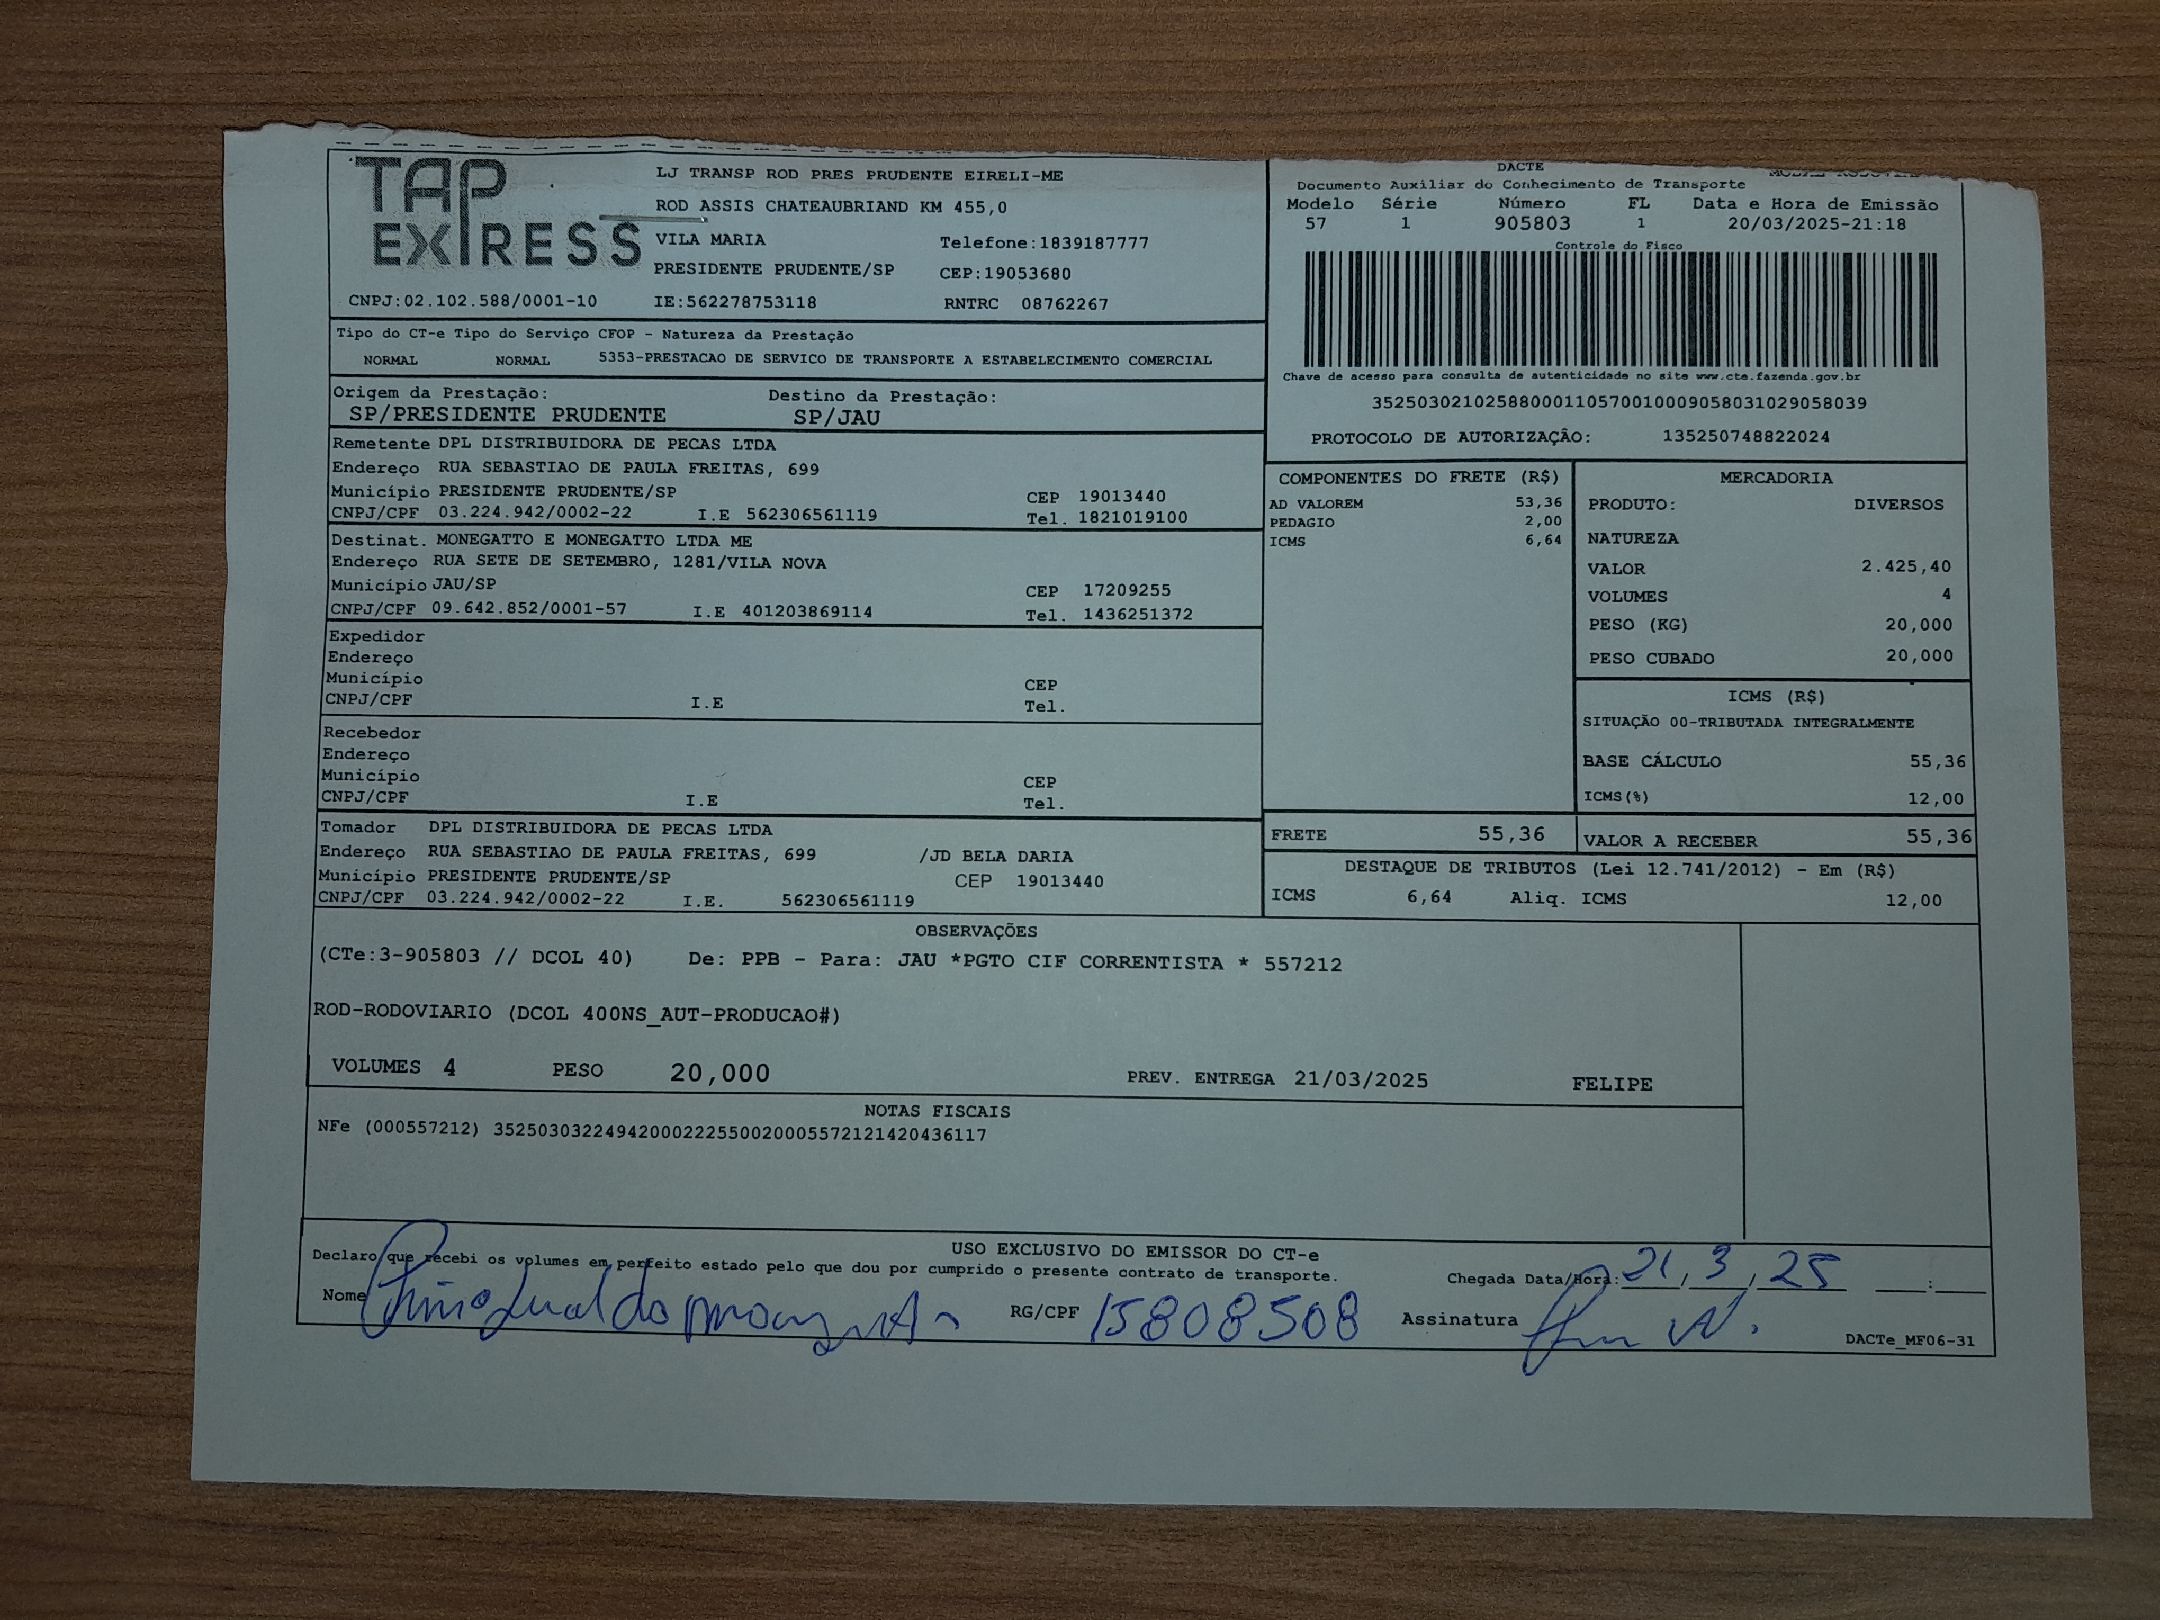 TAP EXPRESS
LJ TRANSP ROD PRES PRUDENTE EIRELI-ME
ROD ASSIS CHATEAUBRIAND KM 455,0
VILA MARIA Telefone:1839187777
PRESIDENTE PRUDENTE/SP CEP:19053680
CNPJ:02.102.588/0001-10 IE:562278753118 RNTRC 08762267
DACTE
Documento Auxiliar do Conhecimento de Transporte
Modelo Série Número FL Data e Hora de Emissão
57 1 905803 1 20/03/2025-21:18
Controle do Fisco
Chave de acesso para consulta de autenticidade no site www.cte.fazenda.gov.br
35250302102588000110570010009058031029058039
PROTOCOLO DE AUTORIZAÇÃO: 135250748822024
Tipo do CT-e Tipo do Serviço CFOP - Natureza da Prestação
NORMAL NORMAL 5353-PRESTACAO DE SERVICO DE TRANSPORTE A ESTABELECIMENTO COMERCIAL
Origem da Prestação: Destino da Prestação:
SP/PRESIDENTE PRUDENTE SP/JAU
Remetente DPL DISTRIBUIDORA DE PECAS LTDA
Endereço RUA SEBASTIAO DE PAULA FREITAS, 699
Município PRESIDENTE PRUDENTE/SP CEP 19013440
CNPJ/CPF 03.224.942/0002-22 I.E 562306561119 Tel. 1821019100
Destinat. MONEGATTO E MONEGATTO LTDA ME
Endereço RUA SETE DE SETEMBRO, 1281/VILA NOVA
Município JAU/SP CEP 17209255
CNPJ/CPF 09.642.852/0001-57 I.E 401203869114 Tel. 1436251372
Expedidor
Endereço
Município CEP
CNPJ/CPF I.E Tel.
Recebedor
Endereço
Município CEP
CNPJ/CPF I.E Tel.
Tomador DPL DISTRIBUIDORA DE PECAS LTDA
Endereço RUA SEBASTIAO DE PAULA FREITAS, 699 /JD BELA DARIA
Município PRESIDENTE PRUDENTE/SP CEP 19013440
CNPJ/CPF 03.224.942/0002-22 I.E. 562306561119
COMPONENTES DO FRETE (R$)
AD VALOREM 53,36
PEDAGIO 2,00
ICMS 6,64
MERCADORIA
PRODUTO: DIVERSOS
NATUREZA
VALOR 2.425,40
VOLUMES 4
PESO (KG) 20,000
PESO CUBADO 20,000
ICMS (R$)
SITUAÇÃO 00-TRIBUTADA INTEGRALMENTE
BASE CÁLCULO 55,36
ICMS(%) 12,00
FRETE 55,36 VALOR A RECEBER 55,36
DESTAQUE DE TRIBUTOS (Lei 12.741/2012) - Em (R$)
ICMS 6,64 Aliq. ICMS 12,00
OBSERVAÇÕES
(CTe:3-905803 // DCOL 40) De: PPB - Para: JAU *PGTO CIF CORRENTISTA * 557212
ROD-RODOVIARIO (DCOL 400NS_AUT-PRODUCAO#)
VOLUMES 4 PESO 20,000 PREV. ENTREGA 21/03/2025 FELIPE
NOTAS FISCAIS
NFe (000557212) 35250303224942000222550020005572121420436117
USO EXCLUSIVO DO EMISSOR DO CT-e
Declaro que recebi os volumes em perfeito estado pelo que dou por cumprido o presente contrato de transporte. Chegada Data/Hora: 21/3/25 :
Nome RG/CPF 15808508 Assinatura
DACTe_MF06-31